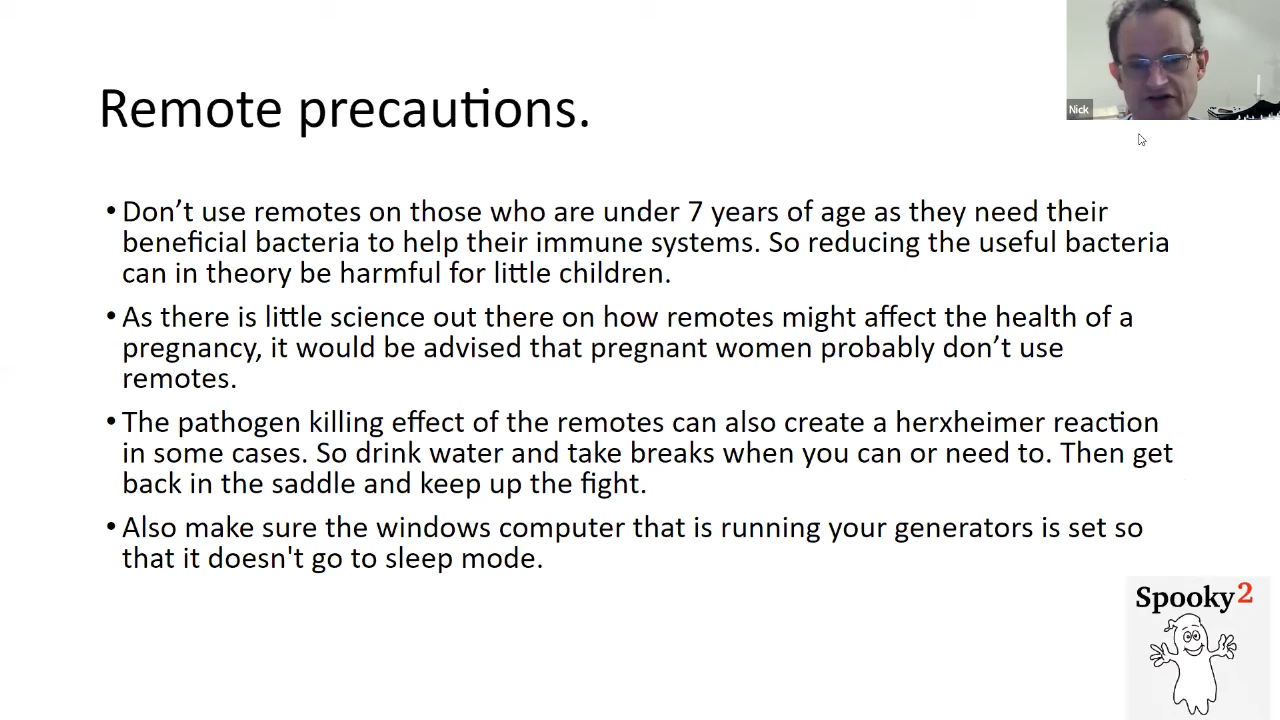 Remote precautions.
Nick
• Don’t use remotes on those who are under 7 years of age as they need their
beneficial bacteria to help their immune systems. So reducing the useful bacteria
can in theory be harmful for little children.
• As there is little science out there on how remotes might affect the health of a
pregnancy, it would be advised that pregnant women probably don’t use
remotes.
• The pathogen killing effect of the remotes can also create a herxheimer reaction
in some cases. So drink water and take breaks when you can or need to. Then get
back in the saddle and keep up the fight.
• Also make sure the windows computer that is running your generators is set so
that it doesn't go to sleep mode.
Spooky2